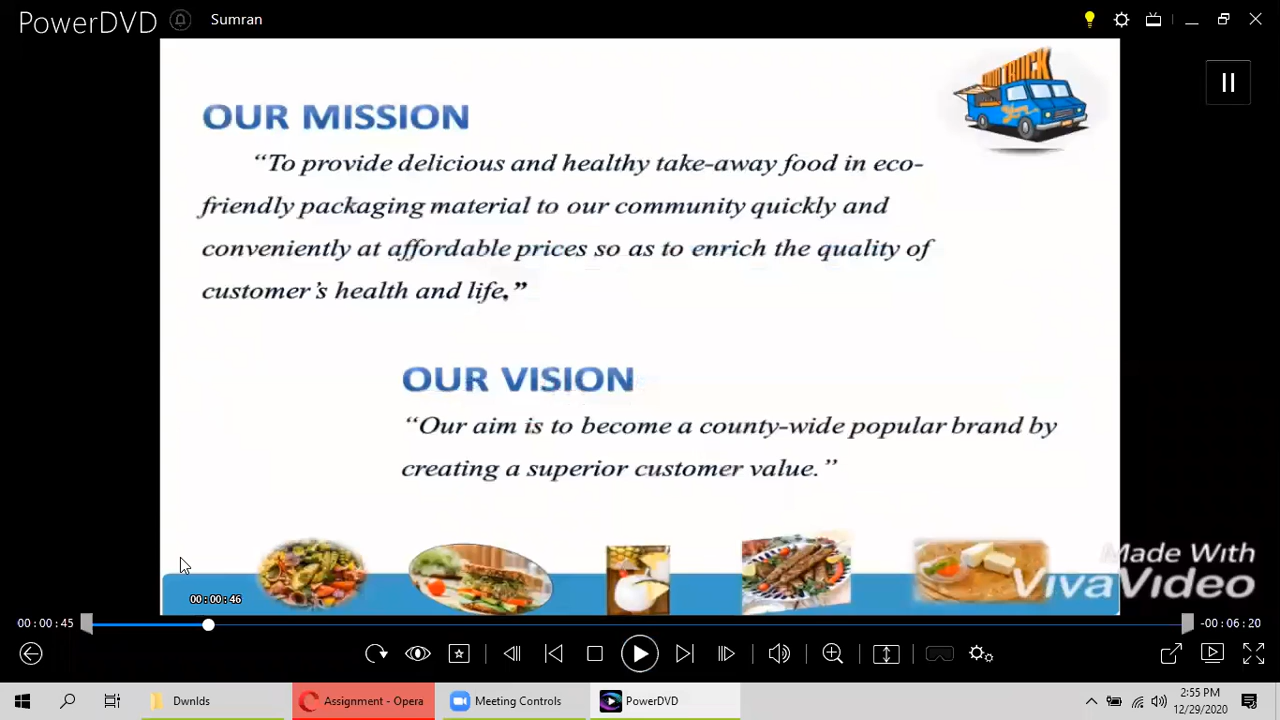 PowerDVD
Sumran
TRUCK
OUR MISSION
“To provide delicious and healthy take-away food in eco-
friendly packaging material to our community quickly and
conveniently at affordable prices so as to enrich the quality of
customer’s health and life.”
OUR VISION
“Our aim is to become a county-wide popular brand by
creating a superior customer value.”
Made With
VivaVideo
00:00:46
00:00:45
-00:06:20
Dwnlds
Assignment - Opera
Meeting Controls
PowerDVD
2:55 PM
12/29/2020